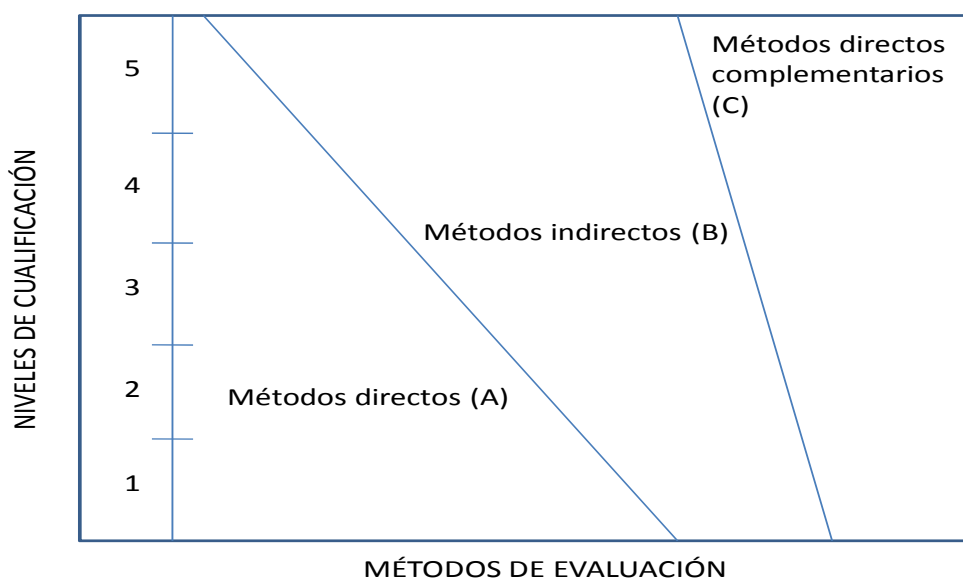 Métodos directos
complementarios
(C)
5
4
Métodos indirectos (B)
3
Métodos directos (A)
2
1
NIVELES DE CUALIFICACIÓN
MÉTODOS DE EVALUACIÓN